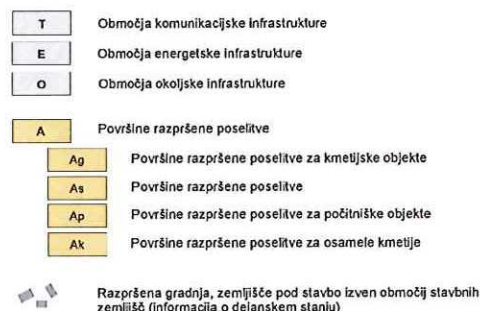 T Območja komunikacijske infrastrukture
E Območja energetske infrastrukture
O Območja okoljske infrastrukture
A Površine razpršene poselitve
Ag Površine razpršene poselitve za kmetijske objekte
As Površine razpršene poselitve
Ap Površine razpršene poselitve za počitniške objekte
Ak Površine razpršene poselitve za osamele kmetije
Razpršena gradnja, zemljišče pod stavbo izven območij stavbnih
zemljišč (informacija o dejanskem stanju)